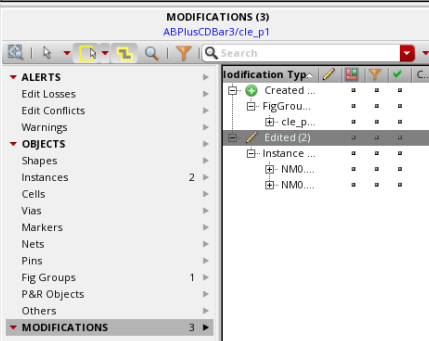 MODIFICATIONS (3)
ABPlusCDBar3/cle_p1
Search
ALERTS
Edit Losses
Edit Conflicts
Warnings
OBJECTS
Shapes
Instances 2
Cells
Vias
Markers
Nets
Pins
Fig Groups 1
P&R Objects
Others
MODIFICATIONS 3
lodification Typ C...
Created ...
FigGrou...
cle_p...
Edited (2)
Instance ...
NM0....
NM0....